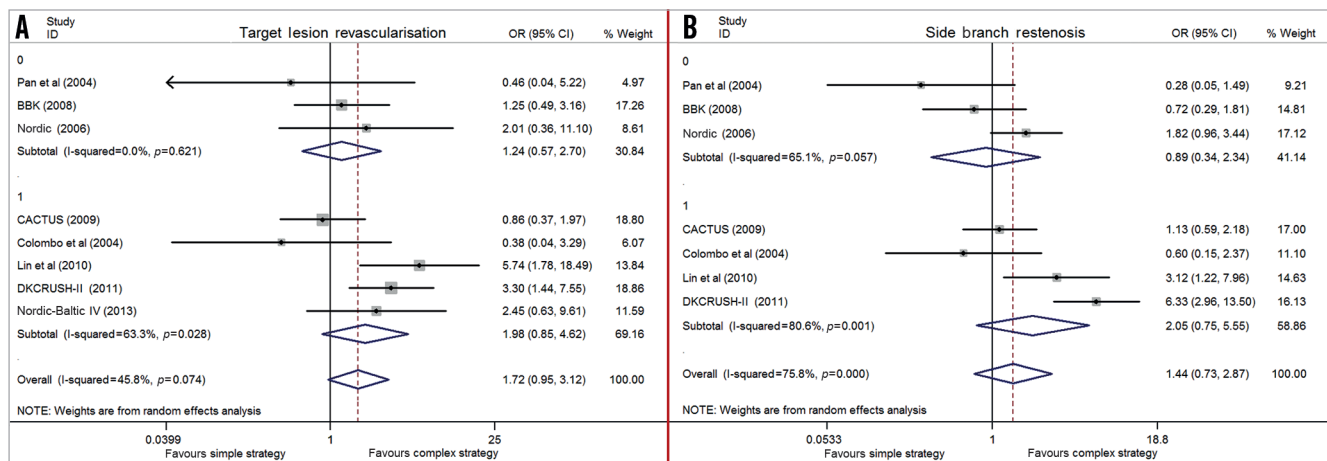 A
Study
ID
Target lesion revascularisation
OR (95% CI) % Weight
0
Pan et al (2004) 0.46 (0.04, 5.22) 4.97
BBK (2008) 1.25 (0.49, 3.16) 17.26
Nordic (2006) 2.01 (0.36, 11.10) 8.61
Subtotal (I-squared=0.0%, p=0.621) 1.24 (0.57, 2.70) 30.84
.
1
CACTUS (2009) 0.86 (0.37, 1.97) 18.80
Colombo et al (2004) 0.38 (0.04, 3.29) 6.07
Lin et al (2010) 5.74 (1.78, 18.49) 13.84
DKCRUSH-II (2011) 3.30 (1.44, 7.55) 18.86
Nordic-Baltic IV (2013) 2.45 (0.63, 9.61) 11.59
Subtotal (I-squared=63.3%, p=0.028) 1.98 (0.85, 4.62) 69.16
.
Overall (I-squared=45.8%, p=0.074) 1.72 (0.95, 3.12) 100.00
NOTE: Weights are from random effects analysis
0.0399 1 25
Favours simple strategy Favours complex strategy
B
Study
ID
Side branch restenosis
OR (95% CI) % Weight
0
Pan et al (2004) 0.28 (0.05, 1.49) 9.21
BBK (2008) 0.72 (0.29, 1.81) 14.81
Nordic (2006) 1.82 (0.96, 3.44) 17.12
Subtotal (I-squared=65.1%, p=0.057) 0.89 (0.34, 2.34) 41.14
.
1
CACTUS (2009) 1.13 (0.59, 2.18) 17.00
Colombo et al (2004) 0.60 (0.15, 2.37) 11.10
Lin et al (2010) 3.12 (1.22, 7.96) 14.63
DKCRUSH-II (2011) 6.33 (2.96, 13.50) 16.13
Subtotal (I-squared=80.6%, p=0.001) 2.05 (0.75, 5.55) 58.86
.
Overall (I-squared=75.8%, p=0.000) 1.44 (0.73, 2.87) 100.00
NOTE: Weights are from random effects analysis
0.0533 1 18.8
Favours simple strategy Favours complex strategy